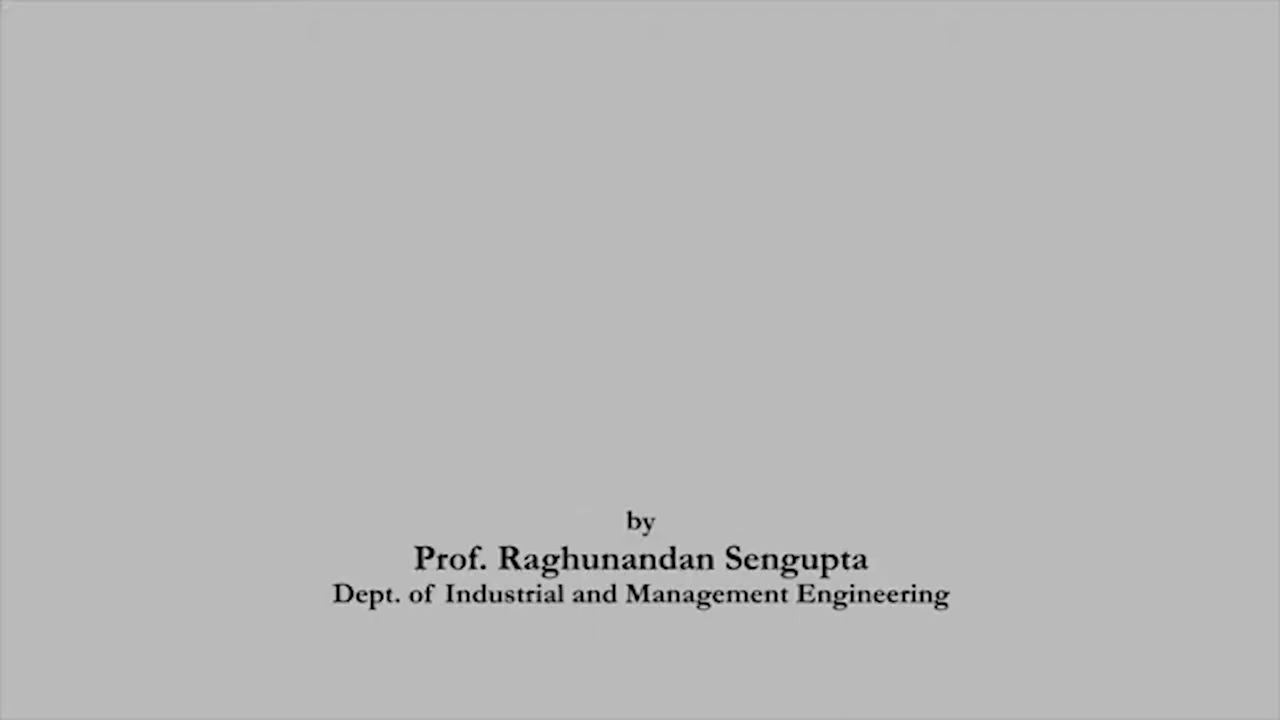 by
Prof. Raghunandan Sengupta
Dept. of Industrial and Management Engineering